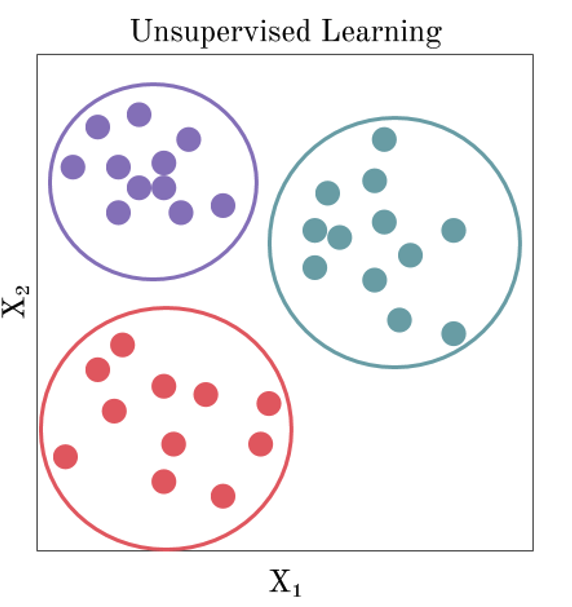 Unsupervised Learning
X₂
X₁